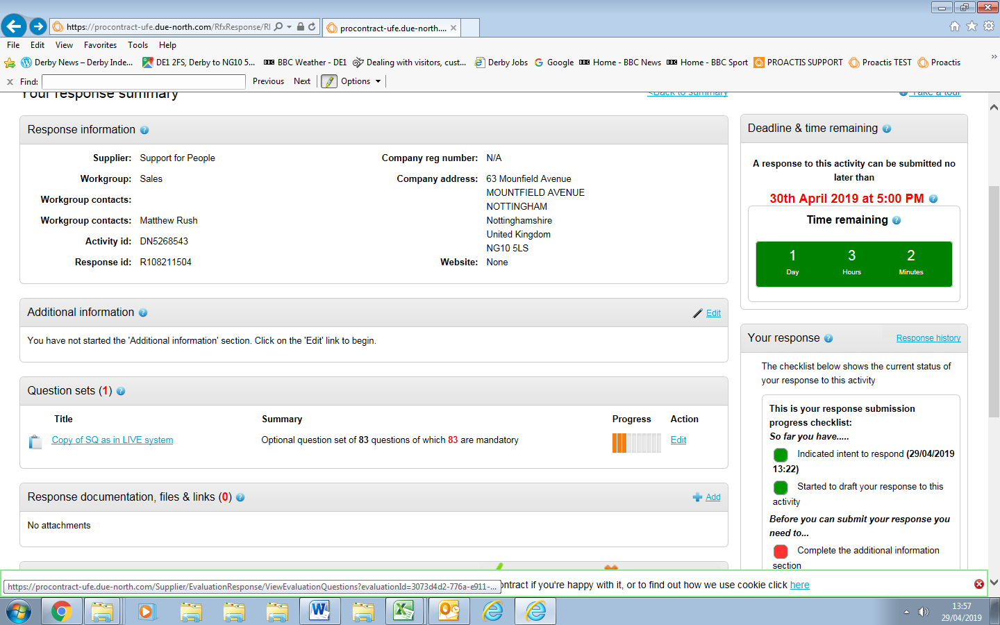 https://procontract-ufe.due-north.com/RfxResponse/RI
procontract-ufe.due-north....
File Edit View Favorites Tools Help
Derby News – Derby Inde...
DE1 2FS, Derby to NG10 5...
BBC Weather - DE1
Dealing with visitors, cust...
Derby Jobs
Google
Home - BBC News
Home - BBC Sport
PROACTIS SUPPORT
Proactis TEST
Proactis
Find:
Previous Next Options
Your response summary
<Back to summary
Take a tour
Response information
Supplier: Support for People
Workgroup: Sales
Workgroup contacts:
Workgroup contacts: Matthew Rush
Activity id: DN5268543
Response id: R108211504
Company reg number: N/A
Company address: 63 Mounfield Avenue
MOUNTFIELD AVENUE
NOTTINGHAM
Nottinghamshire
United Kingdom
NG10 5LS
Website: None
Additional information
Edit
You have not started the 'Additional information' section. Click on the 'Edit' link to begin.
Question sets (1)
Title Summary Progress Action
Copy of SQ as in LIVE system Optional question set of 83 questions of which 83 are mandatory Edit
Response documentation, files & links (0)
Add
No attachments
Deadline & time remaining
A response to this activity can be submitted no
later than
30th April 2019 at 5:00 PM
Time remaining
1 3 2
Day Hours Minutes
Your response
Response history
The checklist below shows the current status of
your response to this activity
This is your response submission
progress checklist:
So far you have.....
Indicated intent to respond (29/04/2019
13:22)
Started to draft your response to this
activity
Before you can submit your response you
need to...
Complete the additional information
section
https://procontract-ufe.due-north.com/Supplier/EvaluationResponse/ViewEvaluationQuestions?evaluationId=3073d4d2-776a-e911-...
ontract if you're happy with it, or to find out how we use cookie click here
13:57
29/04/2019